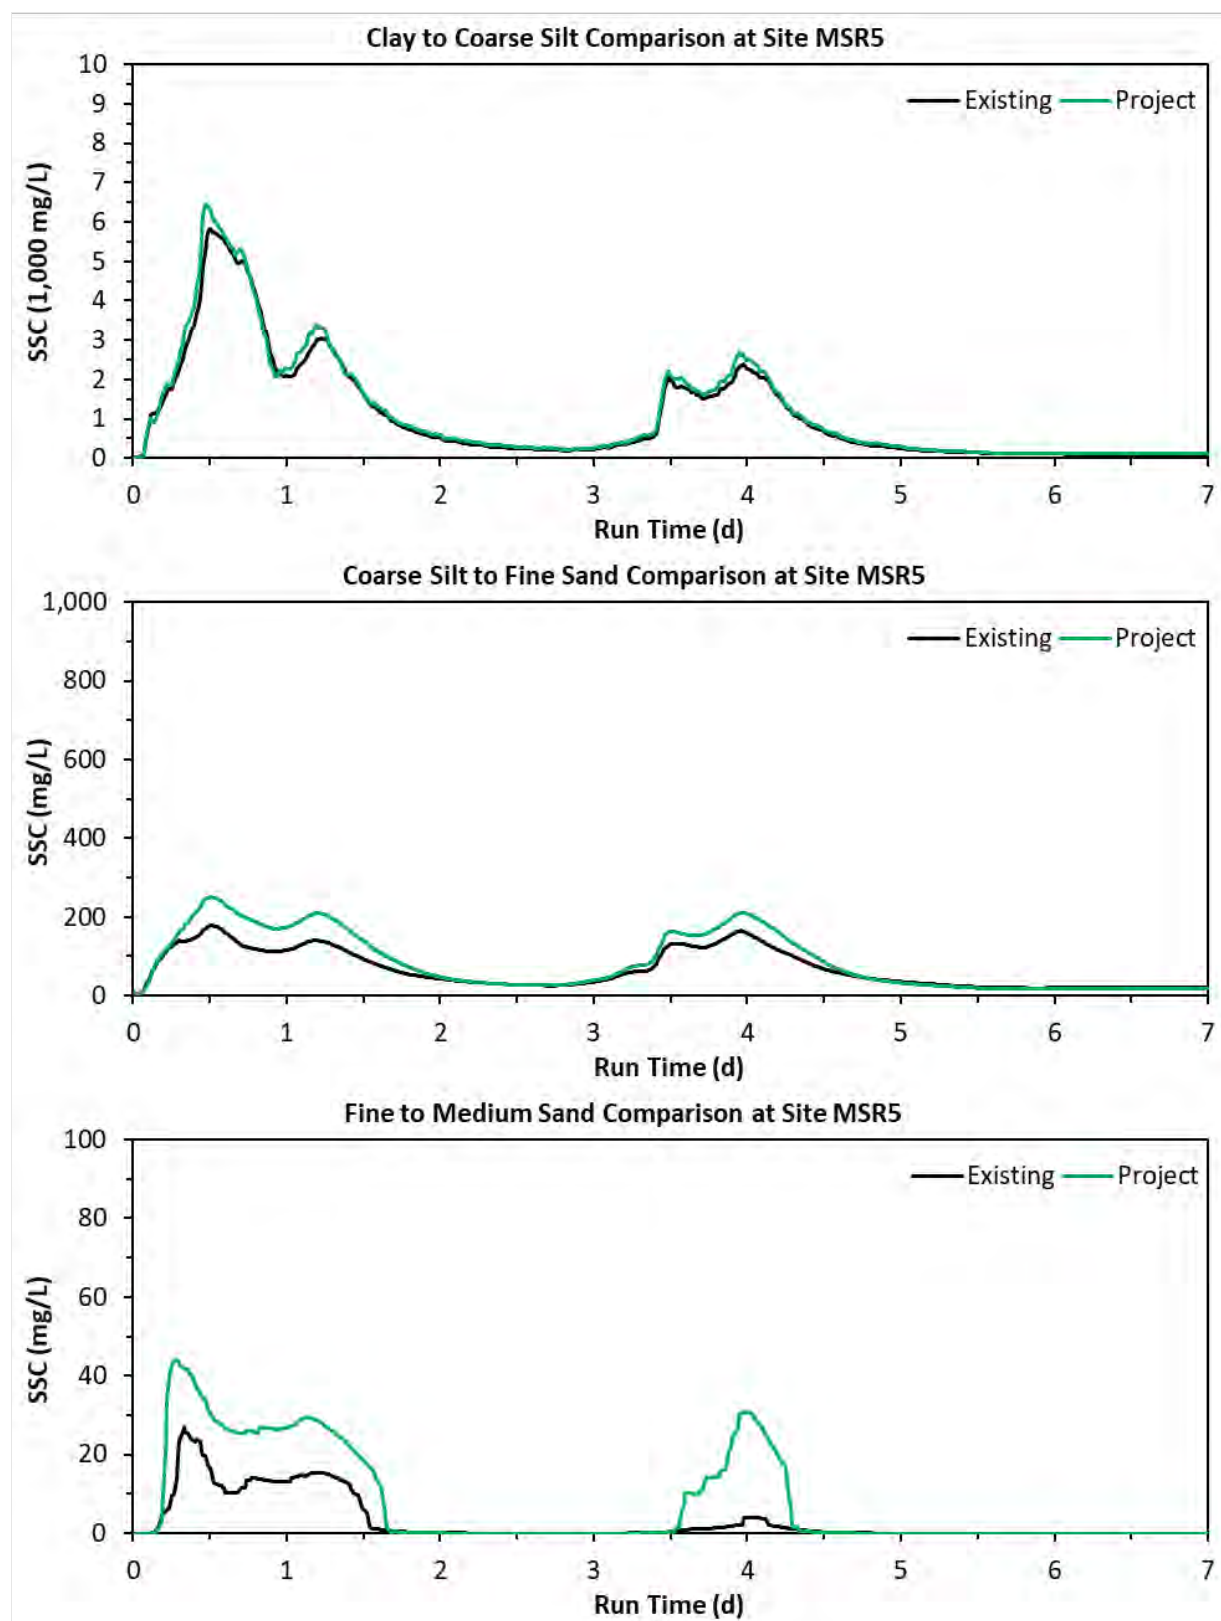 Clay to Coarse Silt Comparison at Site MSR5
10
9
8
7
6
5
4
3
2
1
0
SSC (1,000 mg/L)
Existing Project
0 1 2 3 4 5 6 7
Run Time (d)
Coarse Silt to Fine Sand Comparison at Site MSR5
1,000
800
600
400
200
0
SSC (mg/L)
Existing Project
0 1 2 3 4 5 6 7
Run Time (d)
Fine to Medium Sand Comparison at Site MSR5
100
80
60
40
20
0
SSC (mg/L)
Existing Project
0 1 2 3 4 5 6 7
Run Time (d)